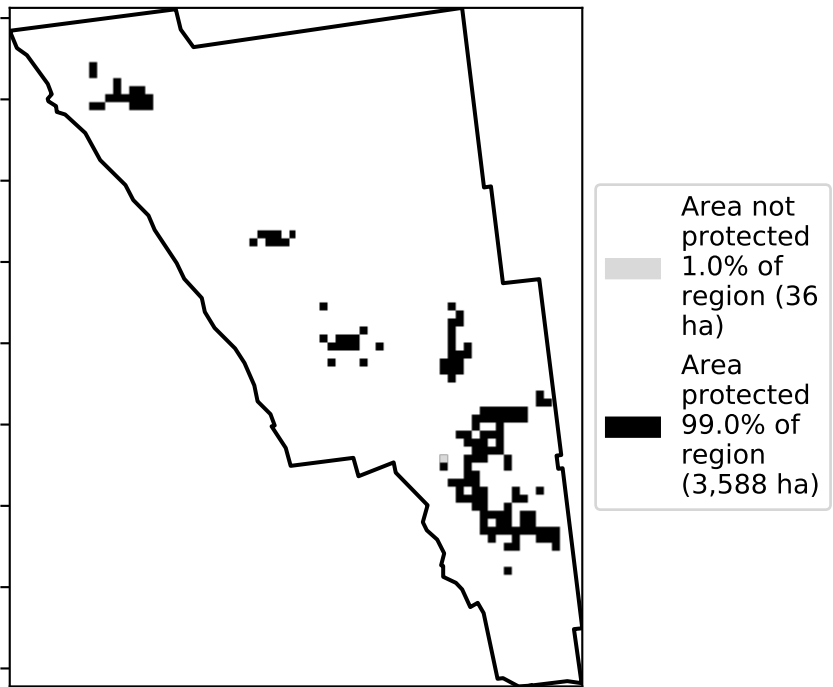 Area not
protected
1.0% of
region (36
ha)
Area
protected
99.0% of
region
(3,588 ha)